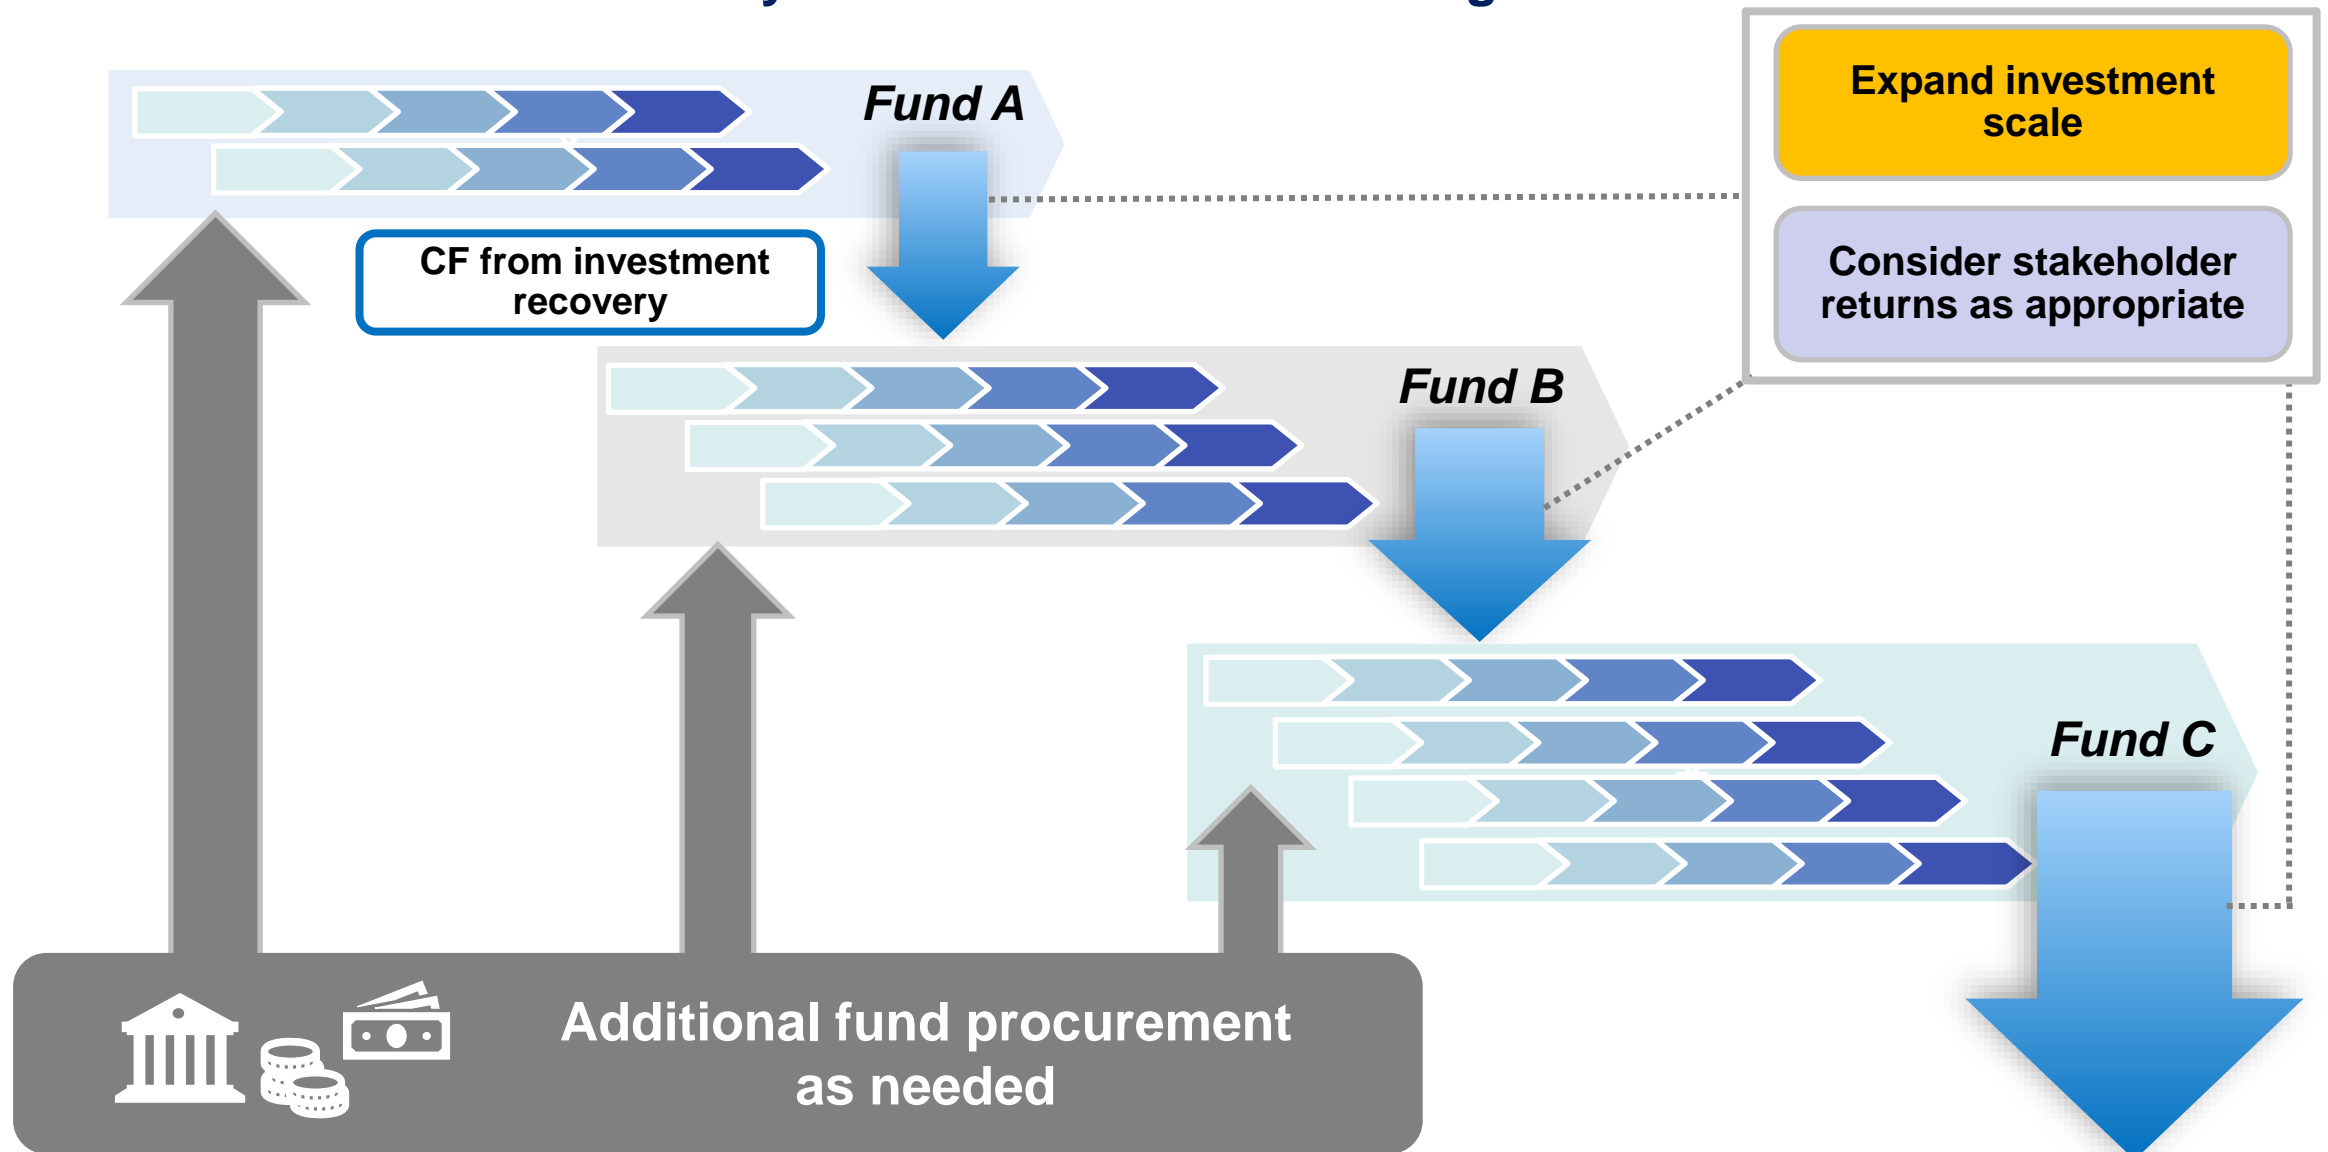 Fund A
Expand investment
scale
CF from investment
recovery
Consider stakeholder
returns as appropriate
Fund B
Fund C
Additional fund procurement
as needed